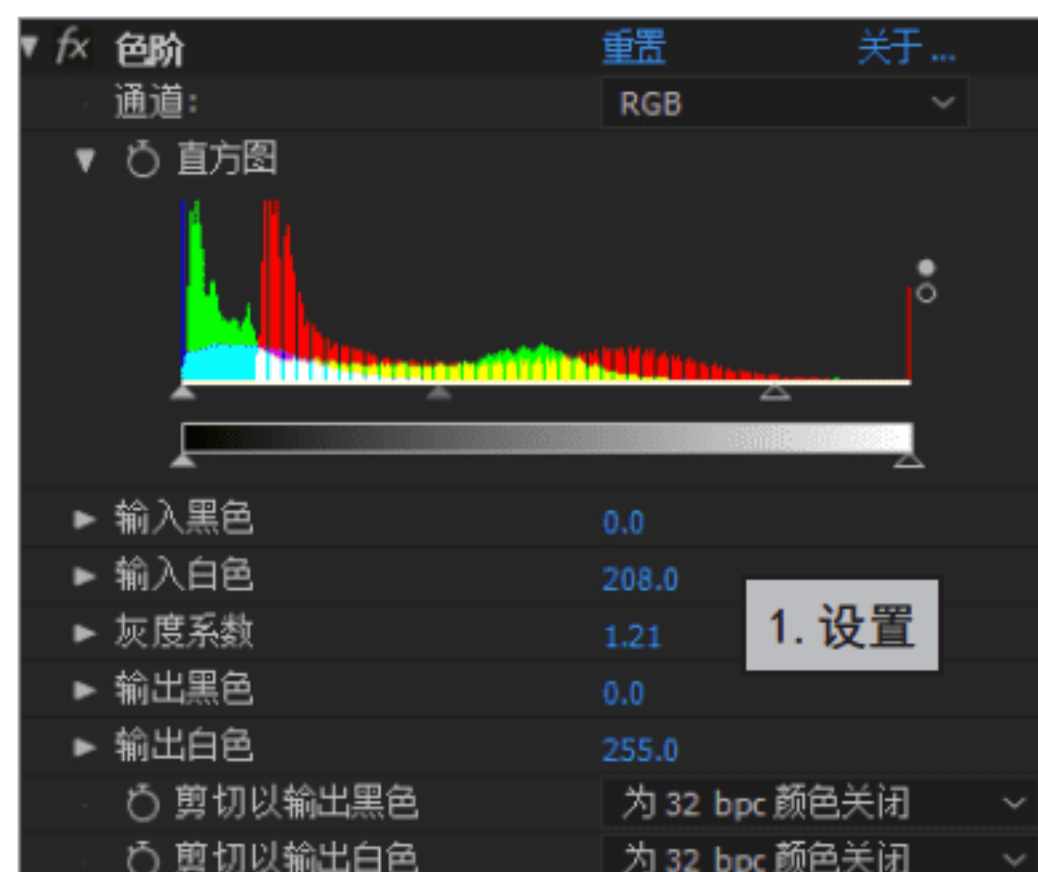 fx 色阶 重置 关于...
通道: RGB
直方图
输入黑色 0.0
输入白色 208.0
灰度系数 1.21
1. 设置
输出黑色 0.0
输出白色 255.0
剪切以输出黑色 为 32 bpc 颜色关闭
剪切以输出白色 为 32 bpc 颜色关闭